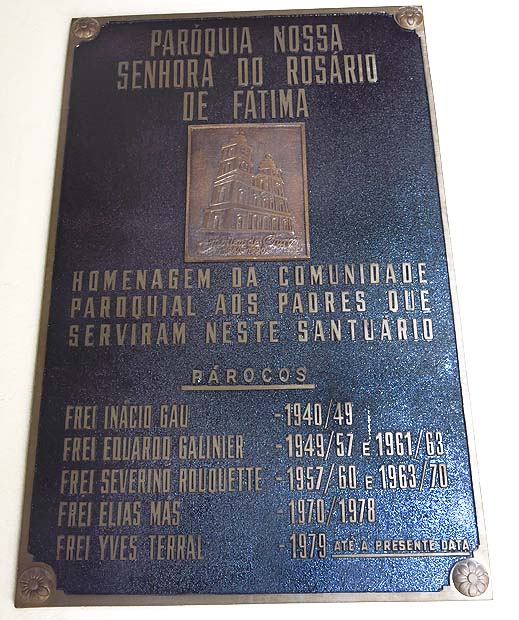 PARÓQUIA NOSSA
SENHORA DO ROSÁRIO
DE FÁTIMA
HOMENAGEM DA COMUNIDADE
PAROQUIAL AOS PADRES QUE
SERVIRAM NESTE SANTUÁRIO
PÁROCOS
FREI INÁCIO GAU - 1940/49
FREI EDUARDO GALINIER - 1949/57 E 1961/63
FREI SEVERINO ROUQUETTE - 1957/60 E 1963/70
FREI ELIAS MAS - 1970/1978
FREI YVES TERRAL - 1979 ATÉ A PRESENTE DATA